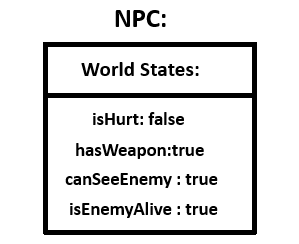 NPC:
World States:
isHurt: false
hasWeapon:true
canSeeEnemy : true
isEnemyAlive : true